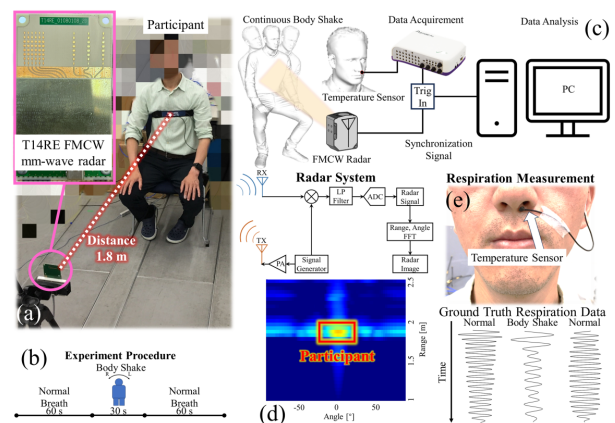 Participant
T14RE_01080108
T14RE FMCW
mm-wave radar
Distance
1.8 m
(a)
(b)
Experiment Procedure
Body Shake
R L
Normal
Breath
60 s
30 s
Normal
Breath
60 s
Continuous Body Shake
Data Acquirement
Data Analysis
(c)
Temperature Sensor
Trig
In
PC
FMCW Radar
Synchronization
Signal
Radar System
RX
LP
Filter
ADC
Radar
Signal
Range, Angle
FFT
Radar
Image
TX
PA
Signal
Generator
Participant
2.5
2
1.5
1
Range [m]
-50
0
50
Angle [°]
(d)
Respiration Measurement
(e)
Temperature Sensor
Ground Truth Respiration Data
Normal
Body Shake
Normal
Time